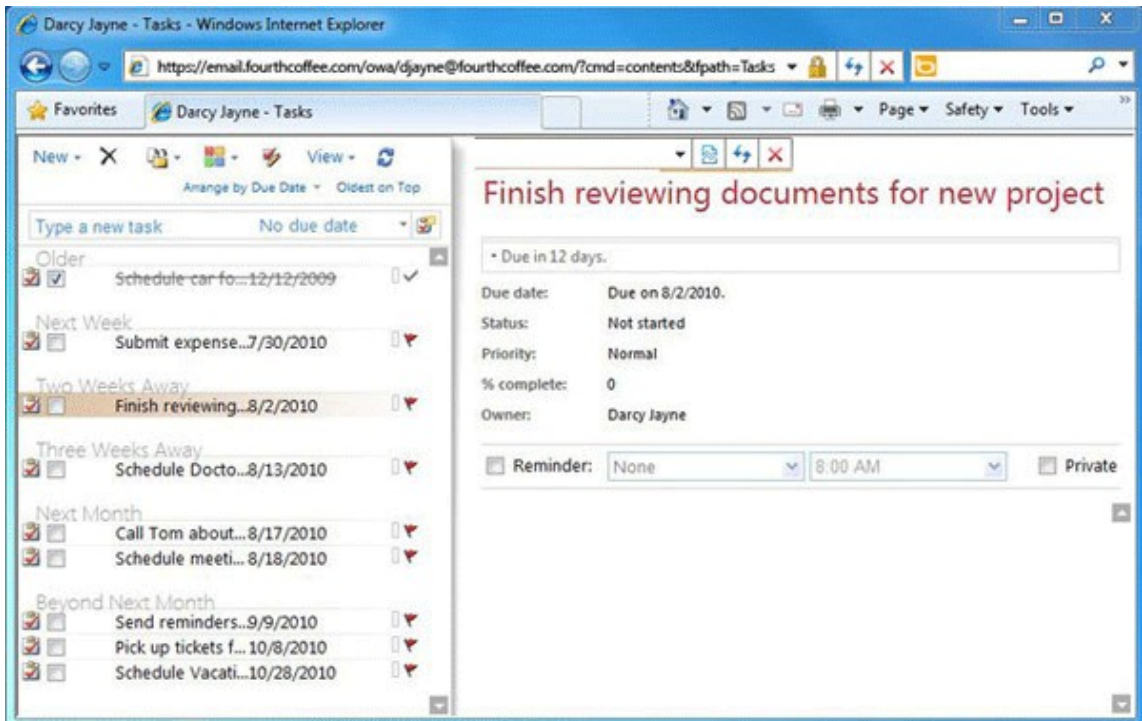 Darcy Jayne - Tasks - Windows Internet Explorer
https://email.fourthcoffee.com/owa/djayne@fourthcoffee.com/?cmd=contents&fpath=Tasks
Favorites Darcy Jayne - Tasks Page Safety Tools
New View
Arrange by Due Date Oldest on Top
Type a new task No due date
Older
Schedule car fo...12/12/2009
Next Week
Submit expense..7/30/2010
Two Weeks Away
Finish reviewing..8/2/2010
Three Weeks Away
Schedule Docto..8/13/2010
Next Month
Call Tom about...8/17/2010
Schedule meeti... 8/18/2010
Beyond Next Month
Send reminders..9/9/2010
Pick up tickets f... 10/8/2010
Schedule Vacati...10/28/2010
Finish reviewing documents for new project
• Due in 12 days.
Due date: Due on 8/2/2010.
Status: Not started
Priority: Normal
% complete: 0
Owner: Darcy Jayne
Reminder: None 8:00 AM Private